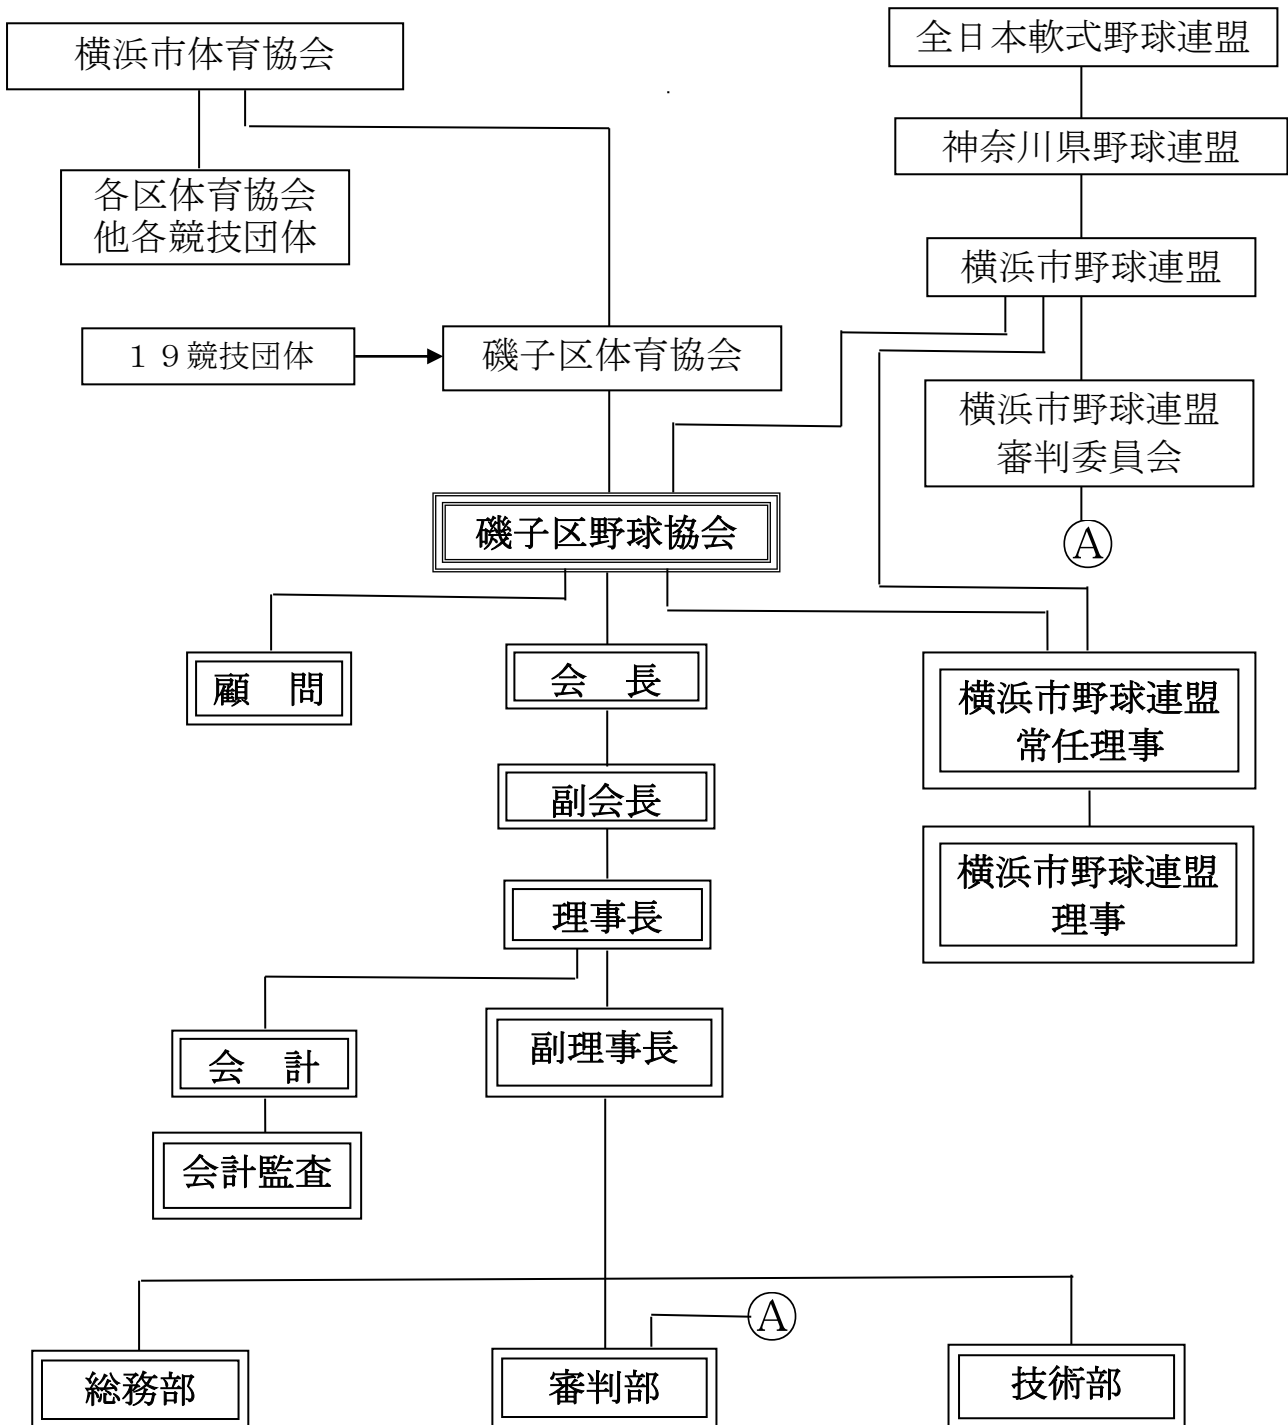 横浜市体育協会
全日本軟式野球連盟
神奈川県野球連盟
各区体育協会
他各競技団体
横浜市野球連盟
１９競技団体
磯子区体育協会
横浜市野球連盟
審判委員会
磯子区野球協会
Ⓐ
顧　問
会　長
横浜市野球連盟
常任理事
副会長
横浜市野球連盟
理事
理事長
副理事長
会　計
会計監査
Ⓐ
総務部
審判部
技術部